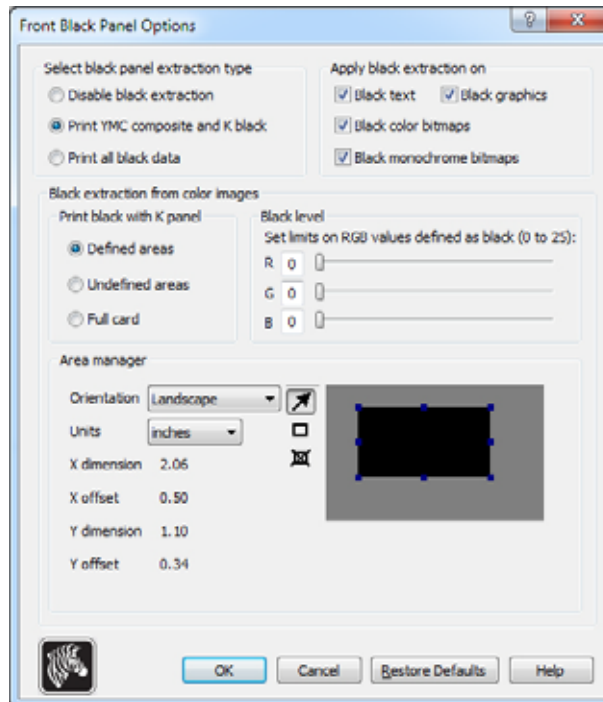 Front Black Panel Options
Select black panel extraction type
Disable black extraction
Print YMC composite and K black
Print all black data
Apply black extraction on
Black text Black graphics
Black color bitmaps
Black monochrome bitmaps
Black extraction from color images
Print black with K panel
Defined areas
Undefined areas
Full card
Black level
Set limits on RGB values defined as black (0 to 25):
R 0
G 0
B 0
Area manager
Orientation Landscape
Units inches
X dimension 2.06
X offset 0.50
Y dimension 1.10
Y offset 0.34
OK Cancel Restore Defaults Help